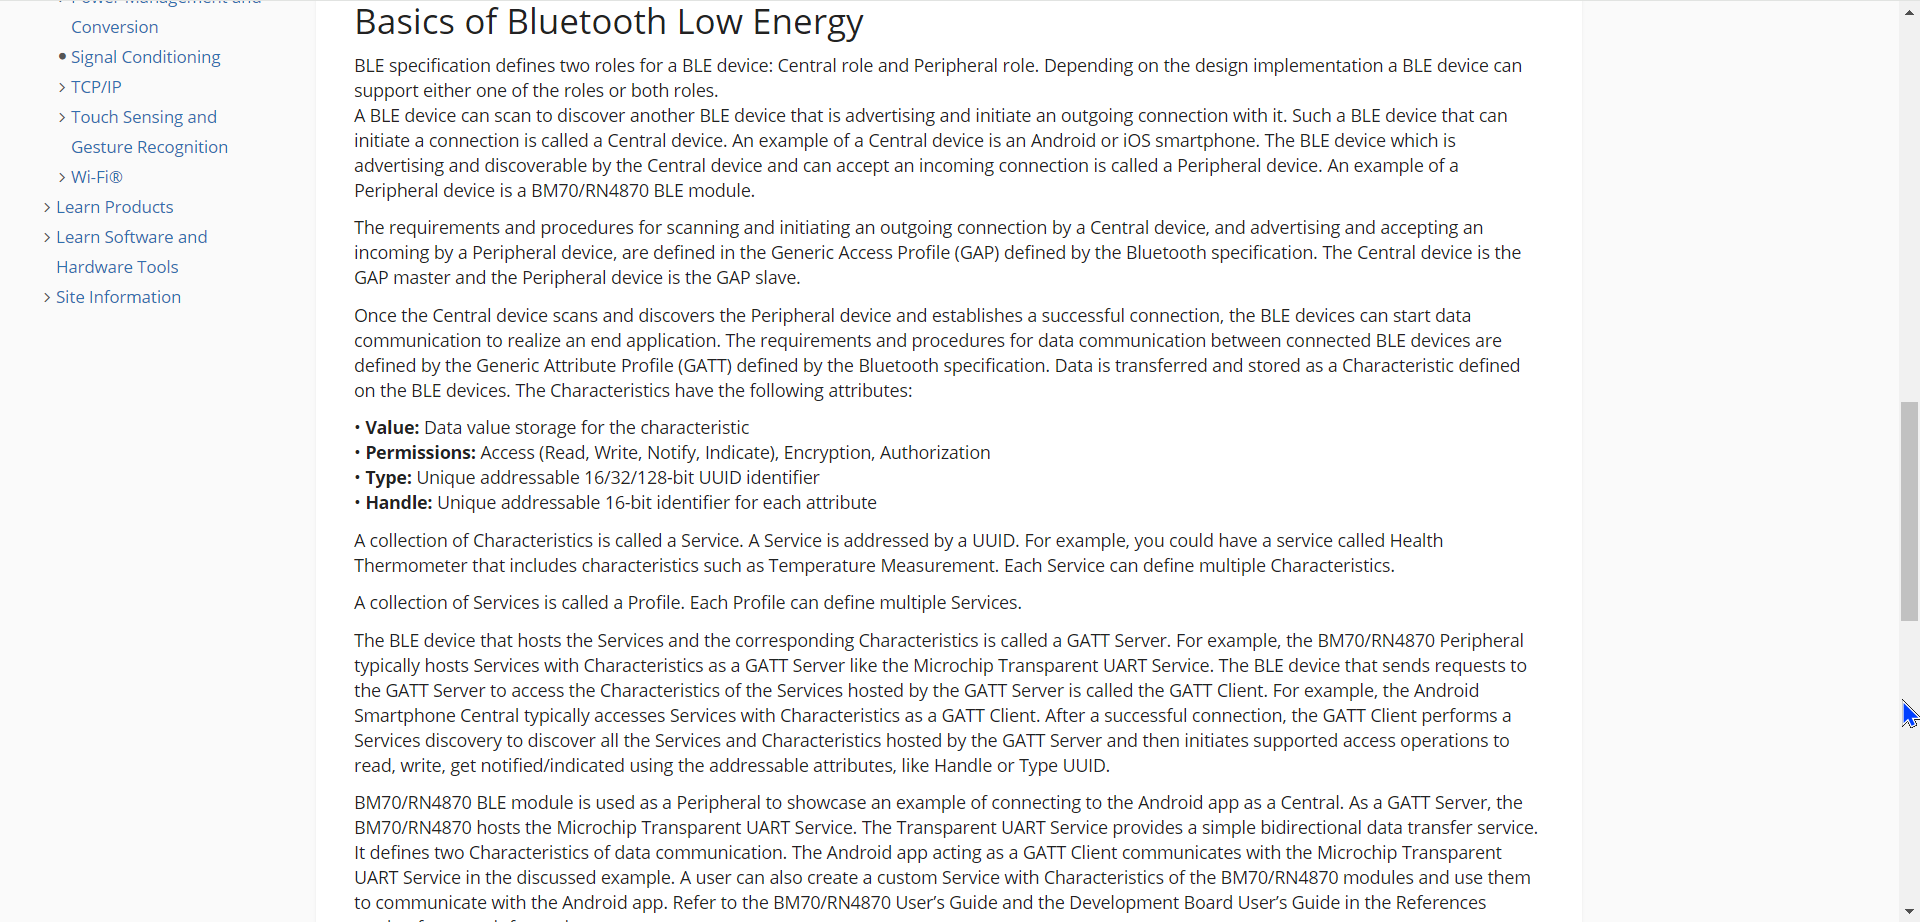 Power Management and
Conversion
Signal Conditioning
TCP/IP
Touch Sensing and
Gesture Recognition
Wi-Fi®
Learn Products
Learn Software and
Hardware Tools
Site Information
Basics of Bluetooth Low Energy
BLE specification defines two roles for a BLE device: Central role and Peripheral role. Depending on the design implementation a BLE device can
support either one of the roles or both roles.
A BLE device can scan to discover another BLE device that is advertising and initiate an outgoing connection with it. Such a BLE device that can
initiate a connection is called a Central device. An example of a Central device is an Android or iOS smartphone. The BLE device which is
advertising and discoverable by the Central device and can accept an incoming connection is called a Peripheral device. An example of a
Peripheral device is a BM70/RN4870 BLE module.
The requirements and procedures for scanning and initiating an outgoing connection by a Central device, and advertising and accepting an
incoming by a Peripheral device, are defined in the Generic Access Profile (GAP) defined by the Bluetooth specification. The Central device is the
GAP master and the Peripheral device is the GAP slave.
Once the Central device scans and discovers the Peripheral device and establishes a successful connection, the BLE devices can start data
communication to realize an end application. The requirements and procedures for data communication between connected BLE devices are
defined by the Generic Attribute Profile (GATT) defined by the Bluetooth specification. Data is transferred and stored as a Characteristic defined
on the BLE devices. The Characteristics have the following attributes:
• Value: Data value storage for the characteristic
• Permissions: Access (Read, Write, Notify, Indicate), Encryption, Authorization
• Type: Unique addressable 16/32/128-bit UUID identifier
• Handle: Unique addressable 16-bit identifier for each attribute
A collection of Characteristics is called a Service. A Service is addressed by a UUID. For example, you could have a service called Health
Thermometer that includes characteristics such as Temperature Measurement. Each Service can define multiple Characteristics.
A collection of Services is called a Profile. Each Profile can define multiple Services.
The BLE device that hosts the Services and the corresponding Characteristics is called a GATT Server. For example, the BM70/RN4870 Peripheral
typically hosts Services with Characteristics as a GATT Server like the Microchip Transparent UART Service. The BLE device that sends requests to
the GATT Server to access the Characteristics of the Services hosted by the GATT Server is called the GATT Client. For example, the Android
Smartphone Central typically accesses Services with Characteristics as a GATT Client. After a successful connection, the GATT Client performs a
Services discovery to discover all the Services and Characteristics hosted by the GATT Server and then initiates supported access operations to
read, write, get notified/indicated using the addressable attributes, like Handle or Type UUID.
BM70/RN4870 BLE module is used as a Peripheral to showcase an example of connecting to the Android app as a Central. As a GATT Server, the
BM70/RN4870 hosts the Microchip Transparent UART Service. The Transparent UART Service provides a simple bidirectional data transfer service.
It defines two Characteristics of data communication. The Android app acting as a GATT Client communicates with the Microchip Transparent
UART Service in the discussed example. A user can also create a custom Service with Characteristics of the BM70/RN4870 modules and use them
to communicate with the Android app. Refer to the BM70/RN4870 User’s Guide and the Development Board User’s Guide in the References